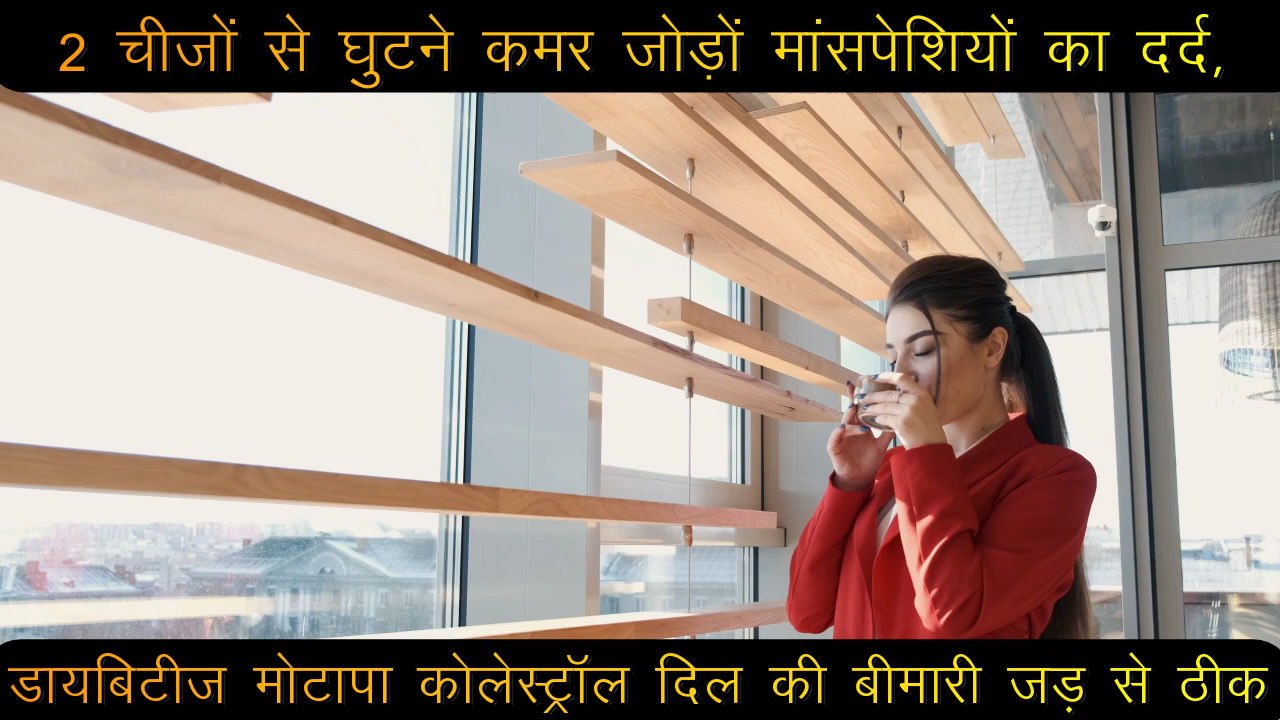 2 चीजों से घुटने कमर जोड़ों मांसपेशियों का दर्द,
डायबिटीज मोटापा कोलेस्ट्रॉल दिल की बीमारी जड़ से ठीक